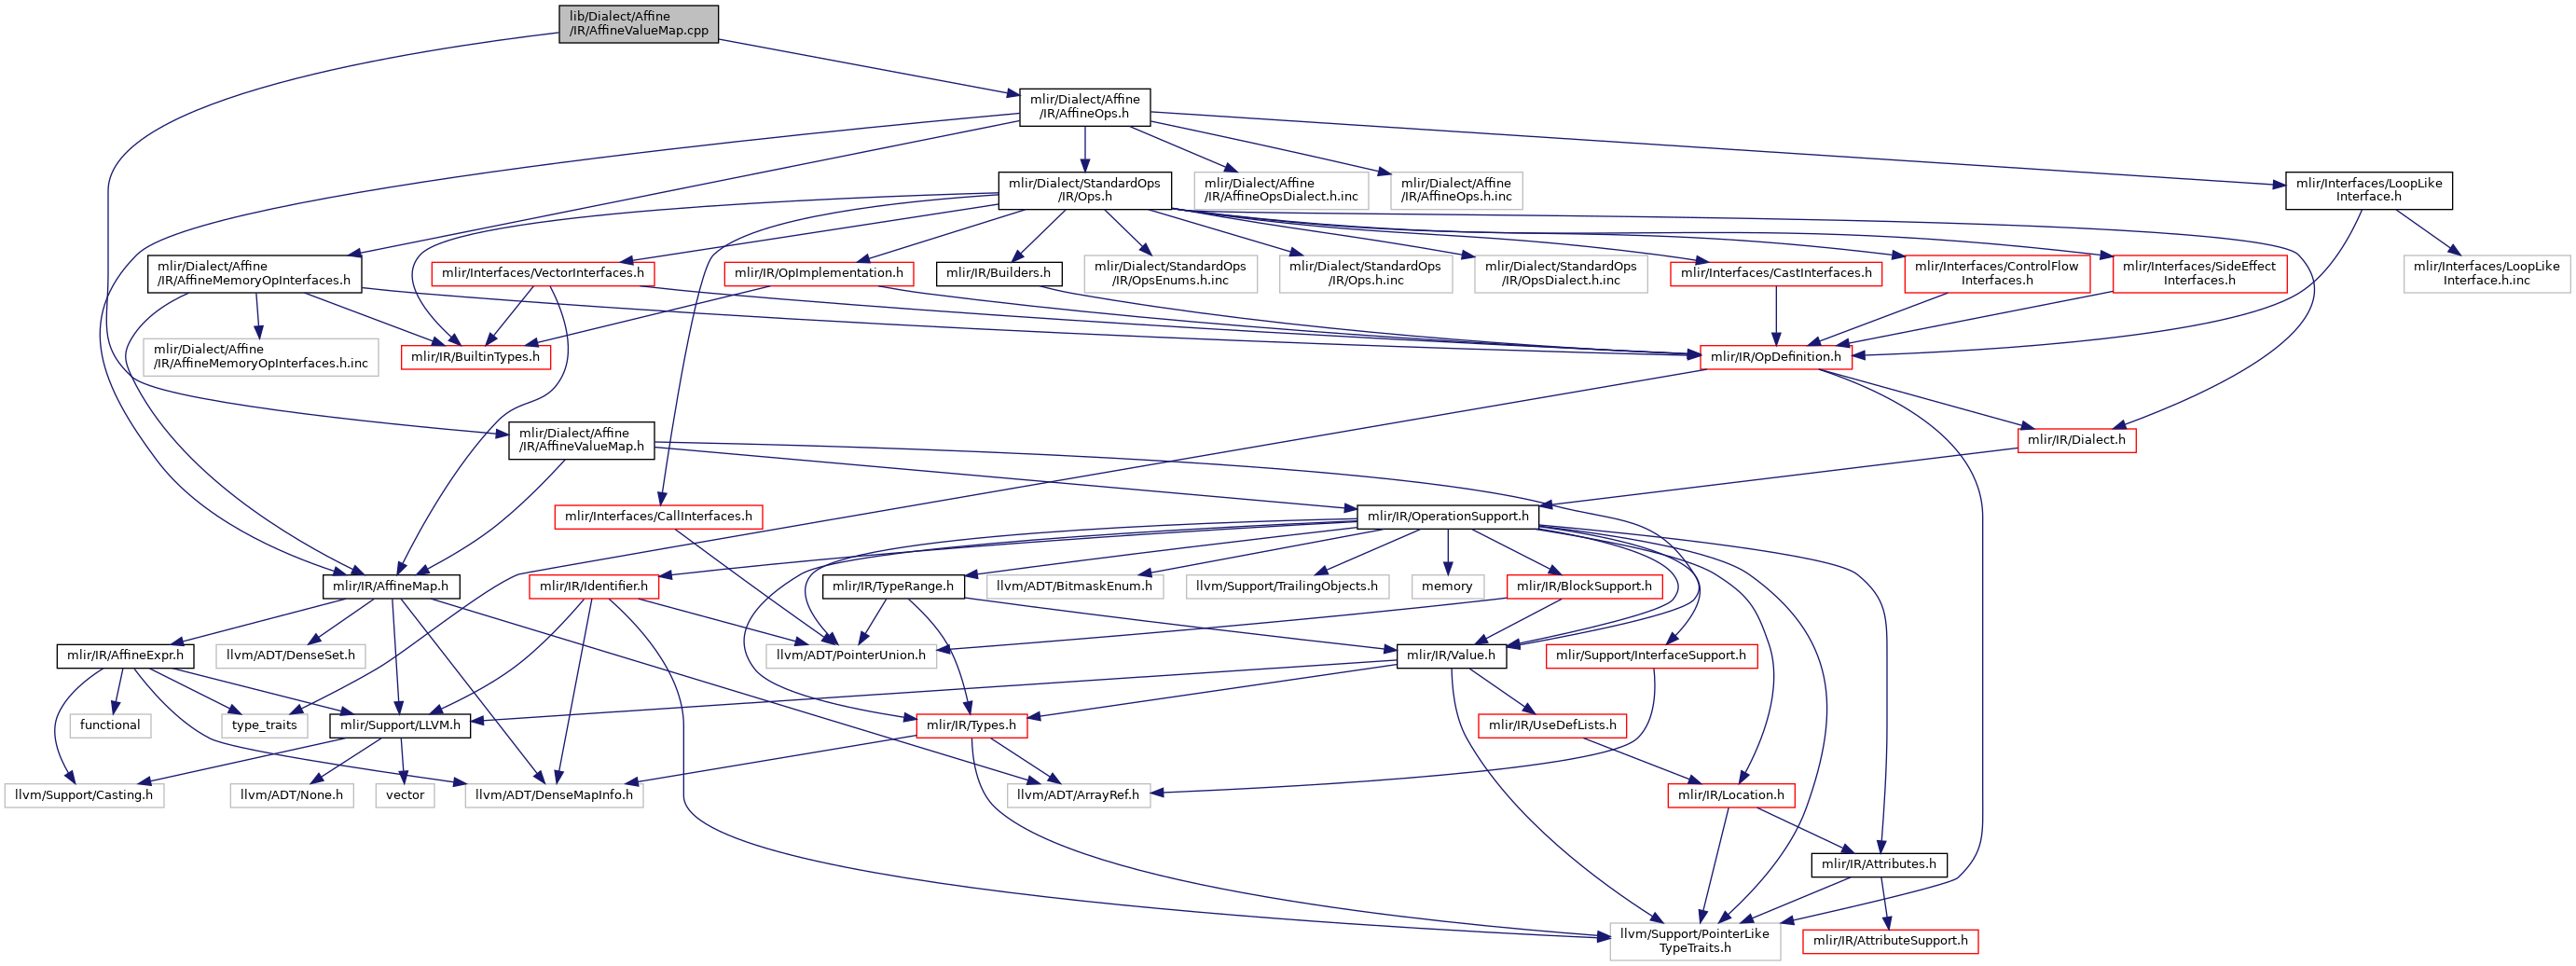 lib/Dialect/Affine
/IR/AffineValueMap.cpp
mlir/Dialect/Affine
/IR/AffineOps.h
mlir/Dialect/StandardOps
/IR/Ops.h
mlir/Dialect/Affine
/IR/AffineOpsDialect.h.inc
mlir/Dialect/Affine
/IR/AffineOps.h.inc
mlir/Interfaces/LoopLike
Interface.h
mlir/Dialect/Affine
/IR/AffineMemoryOpInterfaces.h
mlir/Interfaces/VectorInterfaces.h
mlir/IR/OpImplementation.h
mlir/IR/Builders.h
mlir/Dialect/StandardOps
/IR/OpsEnums.h.inc
mlir/Dialect/StandardOps
/IR/Ops.h.inc
mlir/Dialect/StandardOps
/IR/OpsDialect.h.inc
mlir/Interfaces/CastInterfaces.h
mlir/Interfaces/ControlFlow
Interfaces.h
mlir/Interfaces/SideEffect
Interfaces.h
mlir/Interfaces/LoopLike
Interface.h.inc
mlir/Dialect/Affine
/IR/AffineMemoryOpInterfaces.h.inc
mlir/IR/BuiltinTypes.h
mlir/IR/OpDefinition.h
mlir/Dialect/Affine
/IR/AffineValueMap.h
mlir/IR/Dialect.h
mlir/Interfaces/CallInterfaces.h
mlir/IR/OperationSupport.h
mlir/IR/AffineMap.h
mlir/IR/Identifier.h
mlir/IR/TypeRange.h
llvm/ADT/BitmaskEnum.h
llvm/Support/TrailingObjects.h
memory
mlir/IR/BlockSupport.h
mlir/IR/AffineExpr.h
llvm/ADT/DenseSet.h
llvm/ADT/PointerUnion.h
mlir/IR/Value.h
mlir/Support/InterfaceSupport.h
functional
type_traits
mlir/Support/LLVM.h
mlir/IR/Types.h
mlir/IR/UseDefLists.h
llvm/Support/Casting.h
llvm/ADT/None.h
vector
llvm/ADT/DenseMapInfo.h
llvm/ADT/ArrayRef.h
mlir/IR/Location.h
mlir/IR/Attributes.h
llvm/Support/PointerLike
TypeTraits.h
mlir/IR/AttributeSupport.h